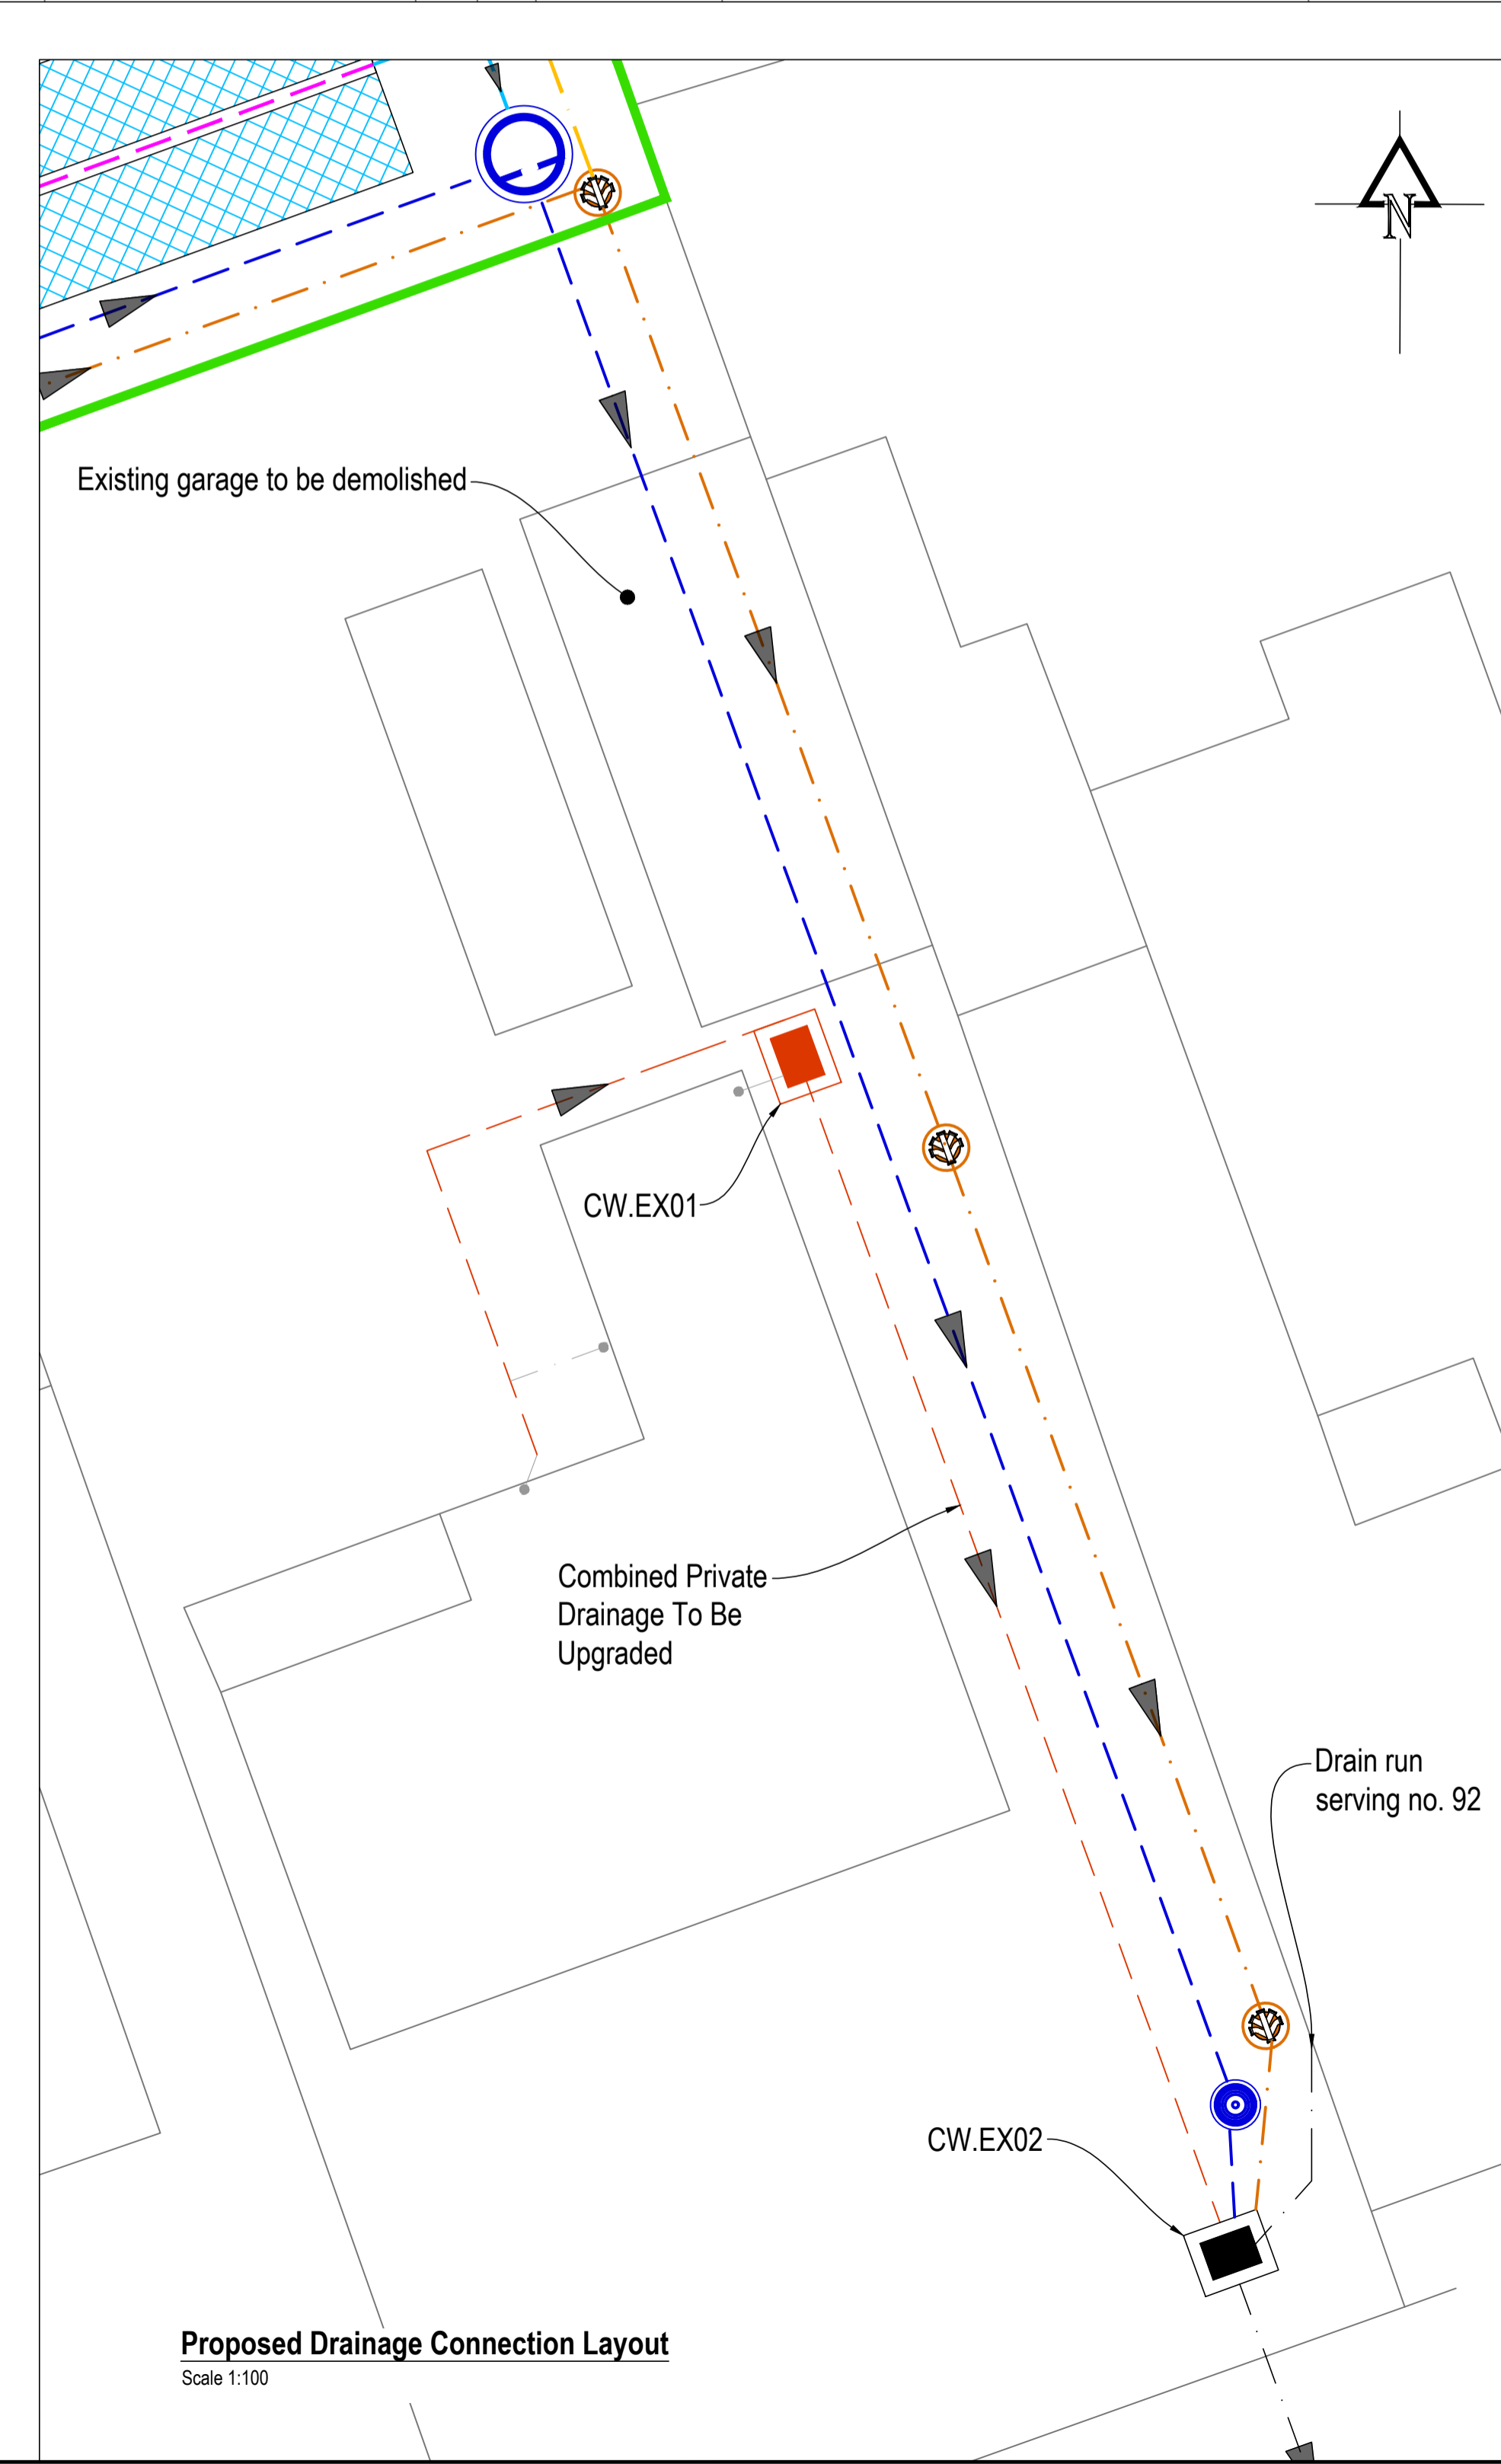 N
Existing garage to be demolished
CW.EX01
Combined Private
Drainage To Be
Upgraded
Drain run
serving no. 92
CW.EX02
Proposed Drainage Connection Layout
Scale 1:100